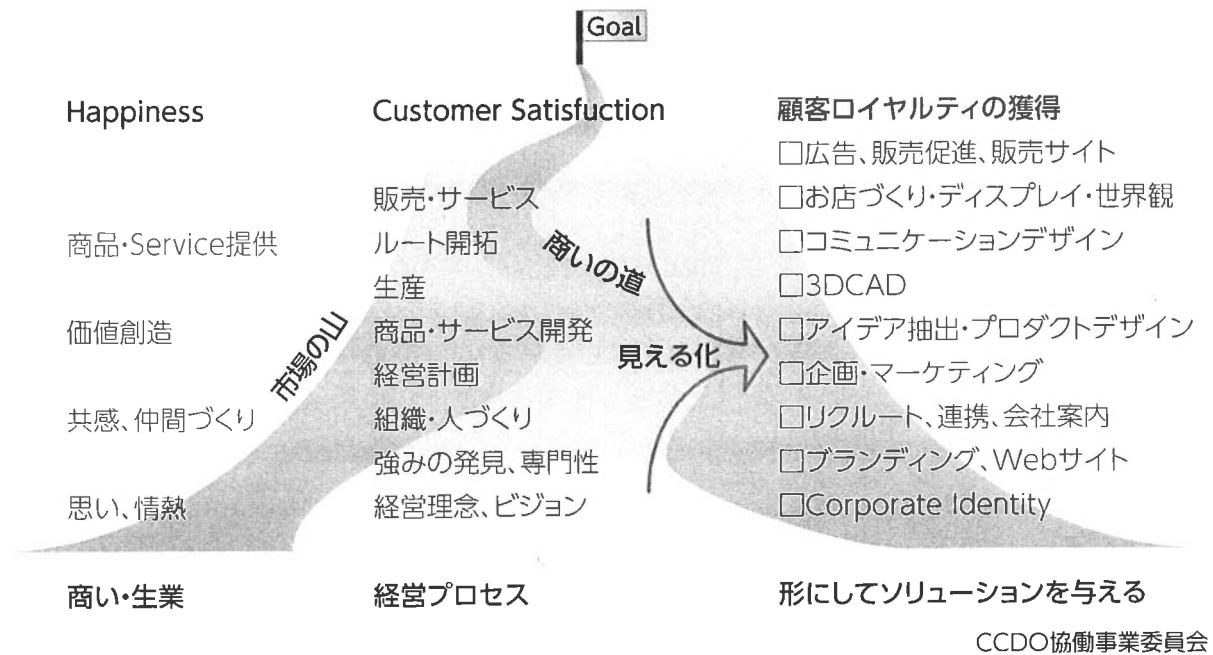 Goal
Happiness
商品・Service提供
価値創造
共感、仲間づくり
思い、情熱
商い・生業
市場の山
Customer Satisfuction
販売・サービス
ルート開拓
生産
商品・サービス開発
経営計画
組織・人づくり
強みの発見、専門性
経営理念、ビジョン
経営プロセス
商いの道
見える化
顧客ロイヤルティの獲得
□広告、販売促進、販売サイト
□お店づくり・ディスプレイ・世界観
□コミュニケーションデザイン
□3DCAD
□アイデア抽出・プロダクトデザイン
□企画・マーケティング
□リクルート、連携、会社案内
□ブランディング、Webサイト
□Corporate Identity
形にしてソリューションを与える
CCDO協働事業委員会